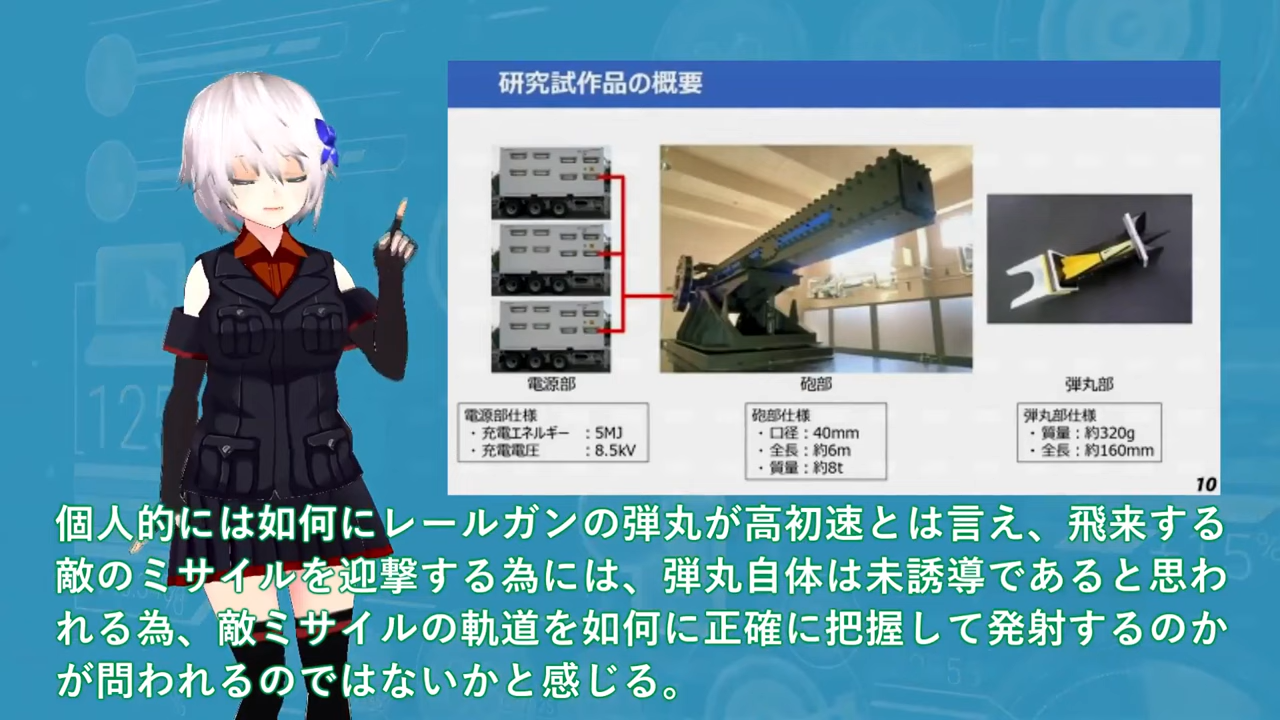 研究試作品の概要
電源部
砲部
弾丸部
電源部仕様
・充電エネルギー ：5MJ
・充電電圧 ：8.5kV
砲部仕様
・口径：40mm
・全長：約6m
・質量：約8t
弾丸部仕様
・質量：約320g
・全長：約160mm
10
125
個人的には如何にレールガンの弾丸が高初速とは言え、飛来する
敵のミサイルを迎撃する為には、弾丸自体は未誘導であると思わ
れる為、敵ミサイルの軌道を如何に正確に把握して発射するのか
が問われるのではないかと感じる。